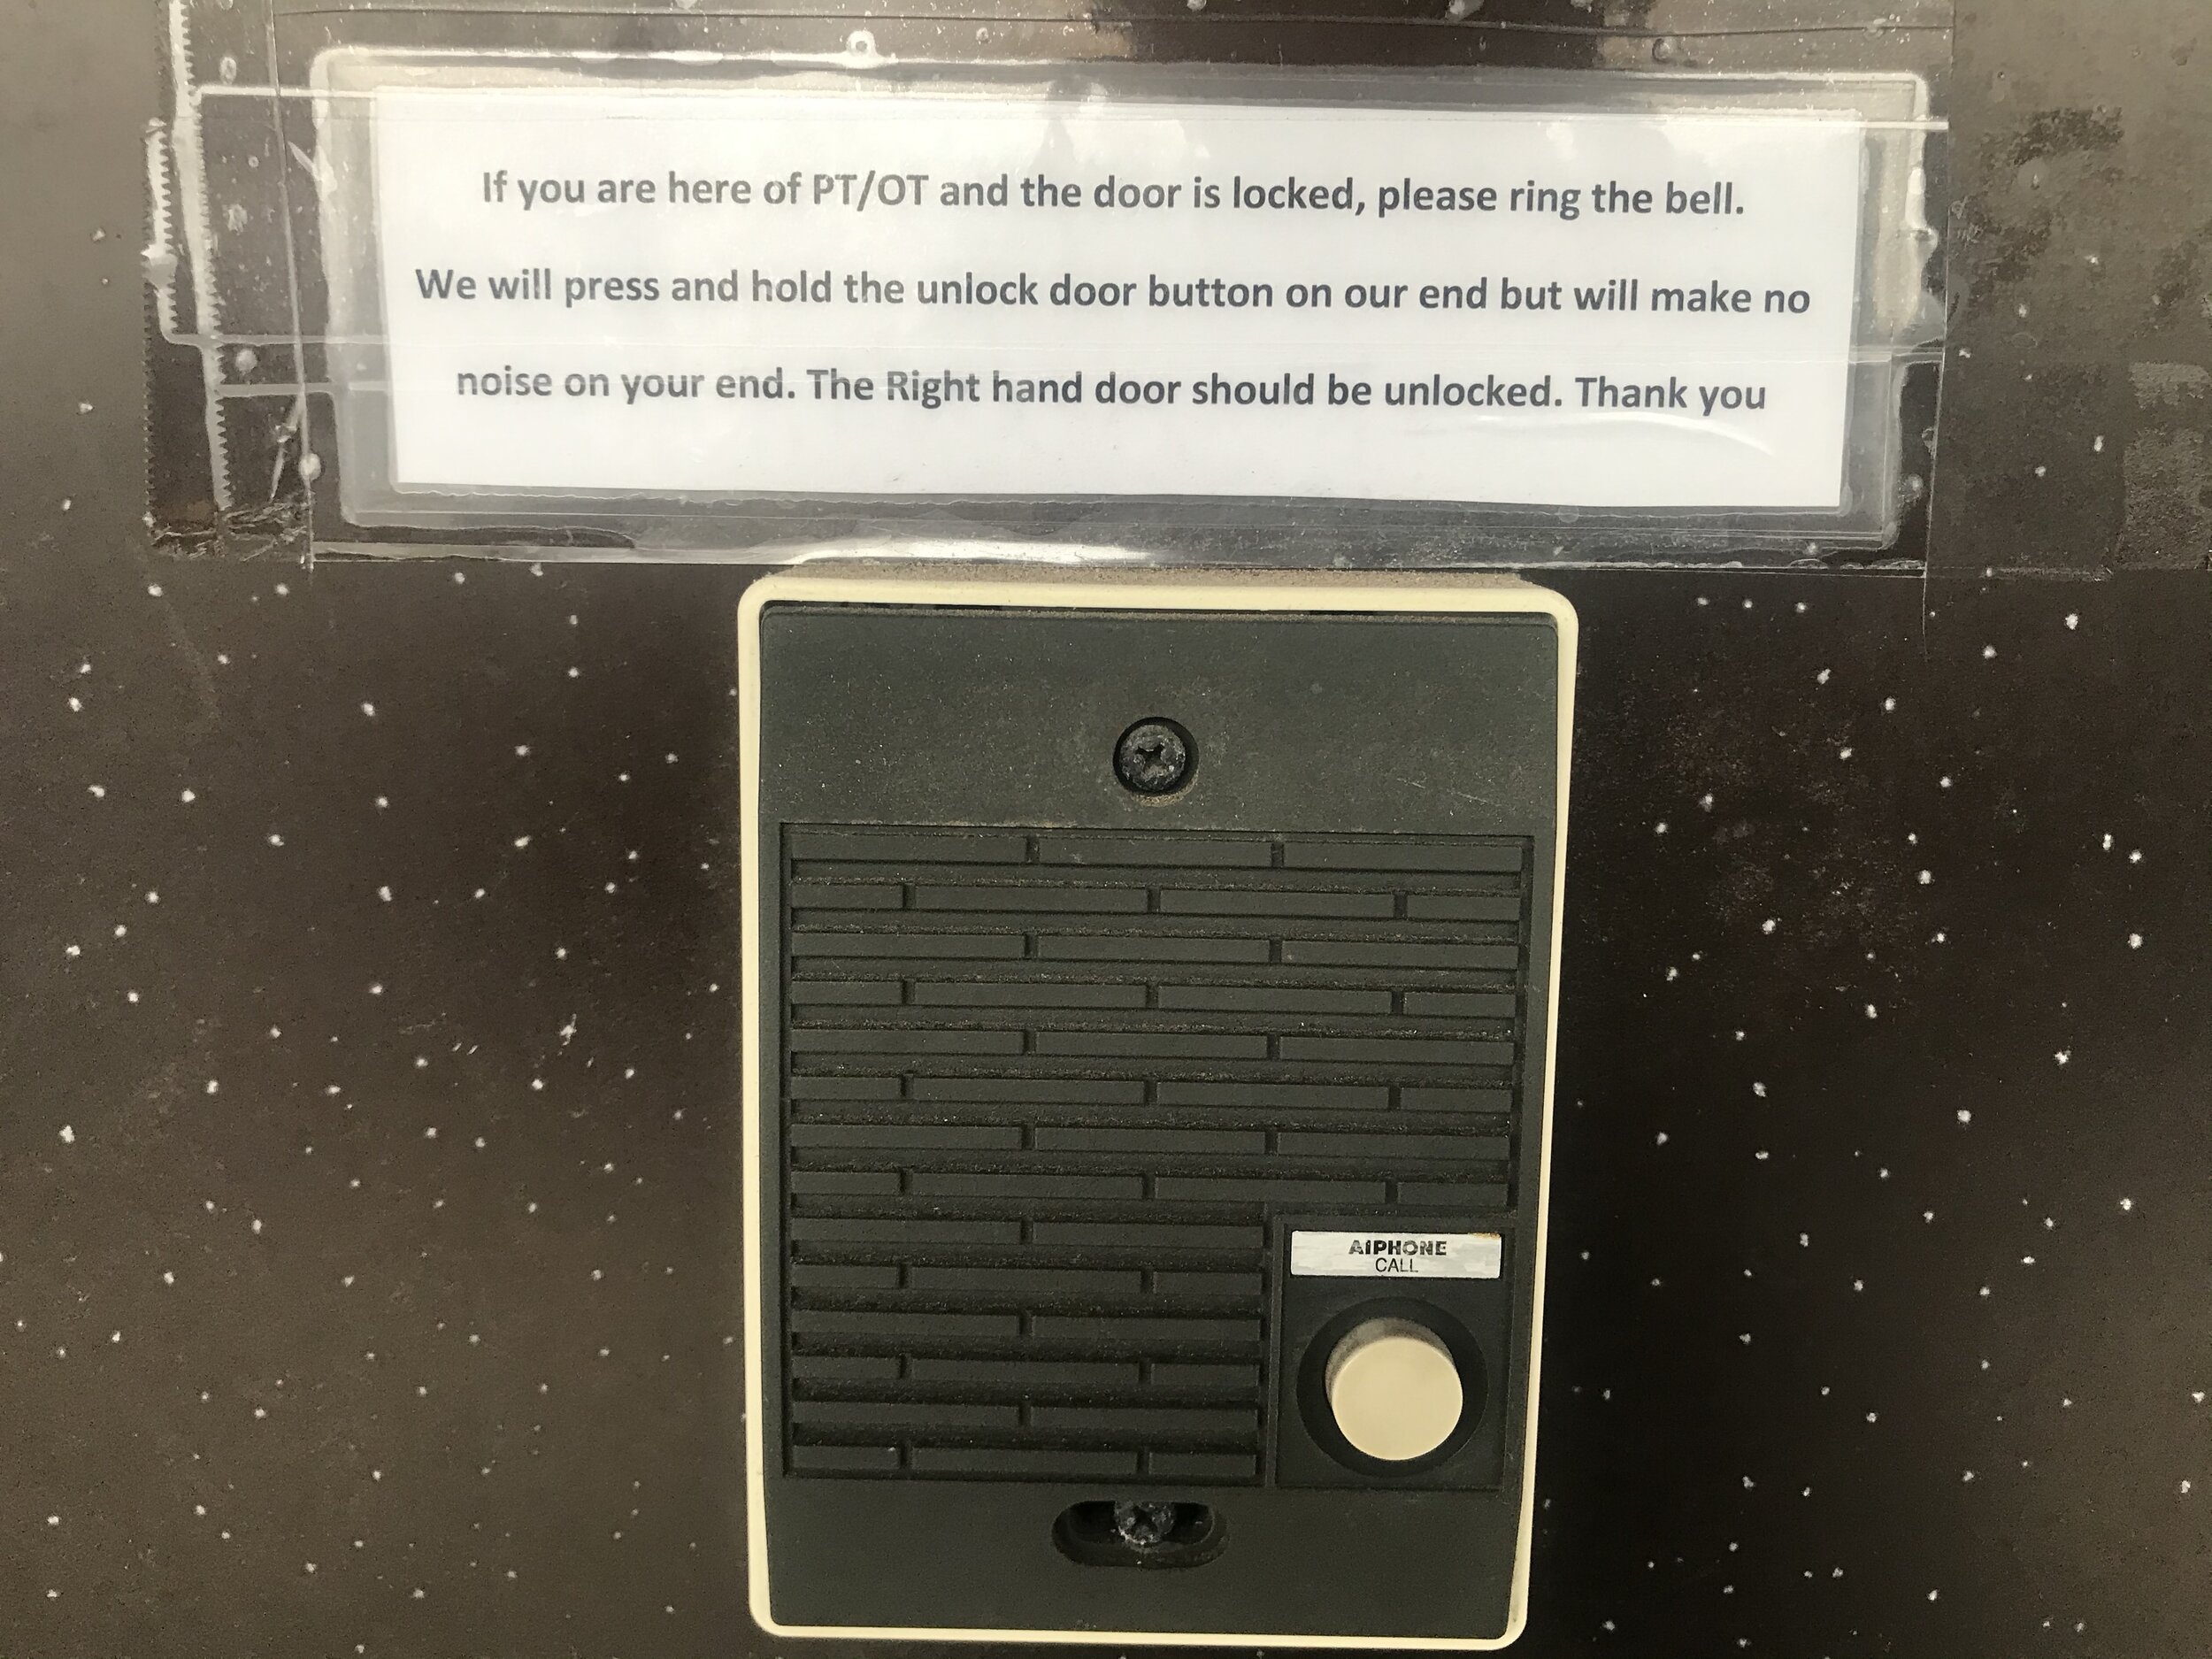 If you are here of PT/OT and the door is locked, please ring the bell.
We will press and hold the unlock door button on our end but will make no
noise on your end. The Right hand door should be unlocked. Thank you
AIPHONE
CALL